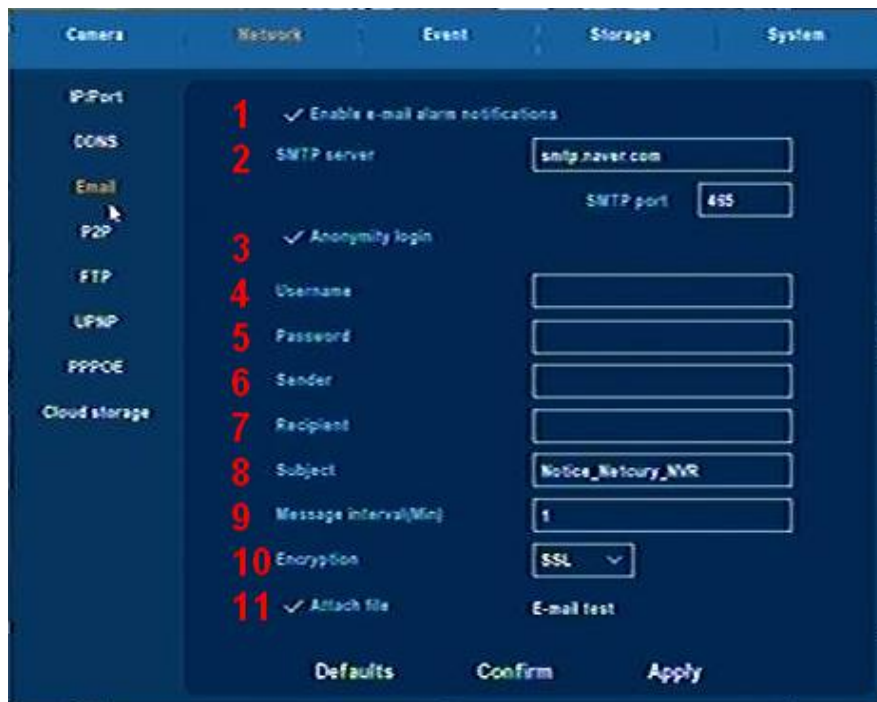 Camera Network Event Storage System
IP/Port
DDNS
Email
P2P
FTP
UPNP
PPPOE
Cloud storage
1 Enable e-mail alarm notifications
2 SMTP server smtp.naver.com
SMTP port 465
3 Anonymity login
4 Username
5 Password
6 Sender
7 Recipient
8 Subject Notice_Netcury_NVR
9 Message interval(Min) 1
10 Encryption SSL
11 Attach file E-mail test
Defaults Confirm Apply